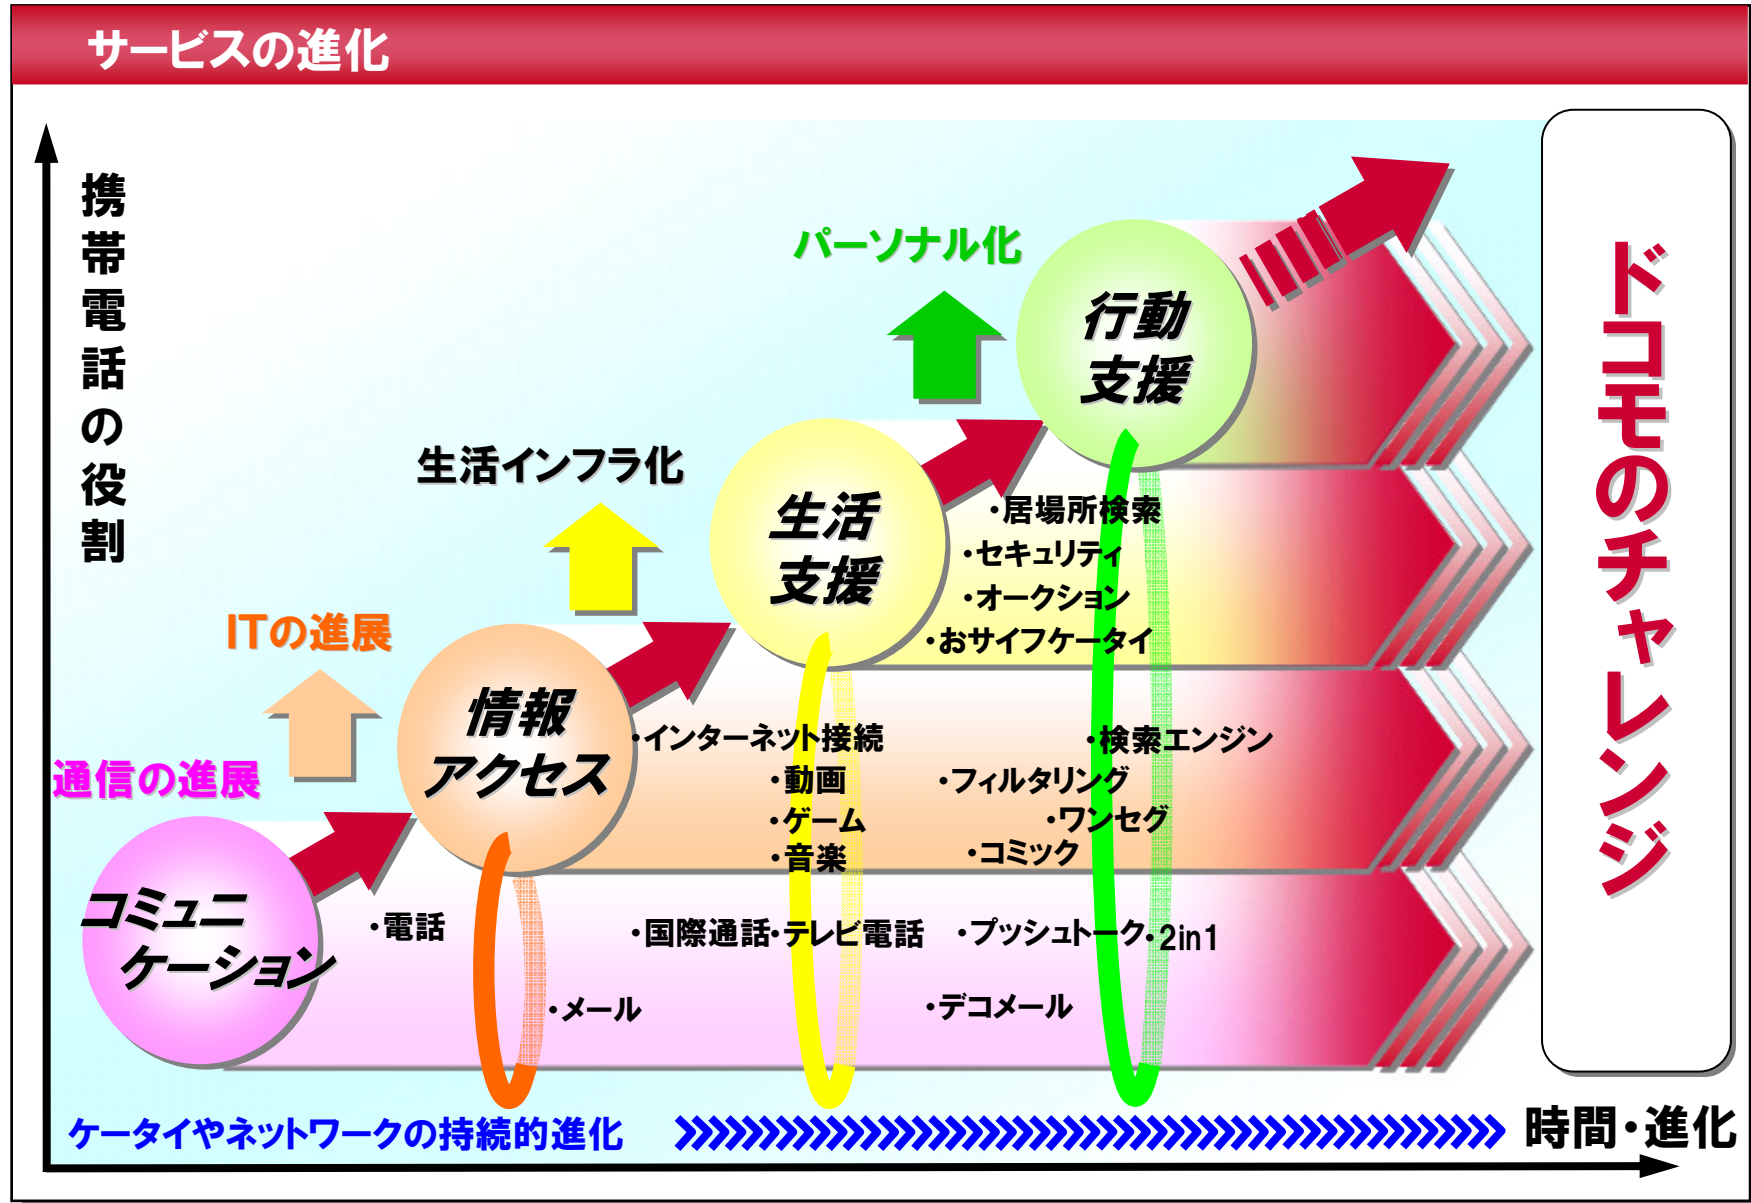 サービスの進化
携帯電話の役割
ドコモのチャレンジ
パーソナル化
行動
支援
生活インフラ化
生活
支援
・居場所検索
・セキュリティ
・オークション
・おサイフケータイ
ITの進展
情報
アクセス
・インターネット接続
・検索エンジン
・動画
・フィルタリング
・ゲーム
・ワンセグ
・音楽
・コミック
通信の進展
コミュニ
ケーション
・電話
・国際通話・テレビ電話
・プッシュトーク・2in1
・メール
・デコメール
ケータイやネットワークの持続的進化
時間・進化